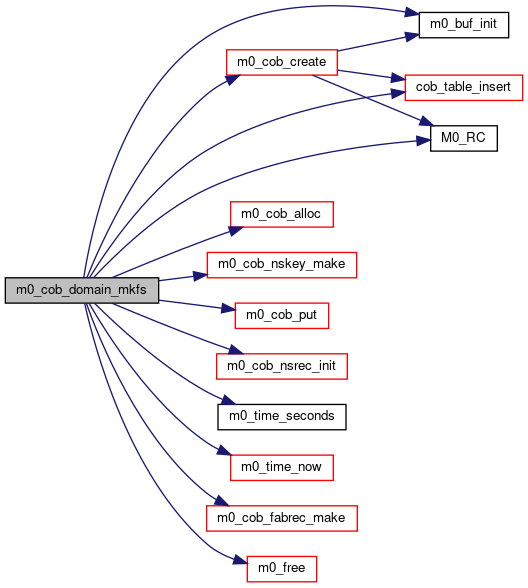 m0_buf_init
m0_cob_create
cob_table_insert
M0_RC
m0_cob_alloc
m0_cob_nskey_make
m0_cob_domain_mkfs
m0_cob_put
m0_cob_nsrec_init
m0_time_seconds
m0_time_now
m0_cob_fabrec_make
m0_free